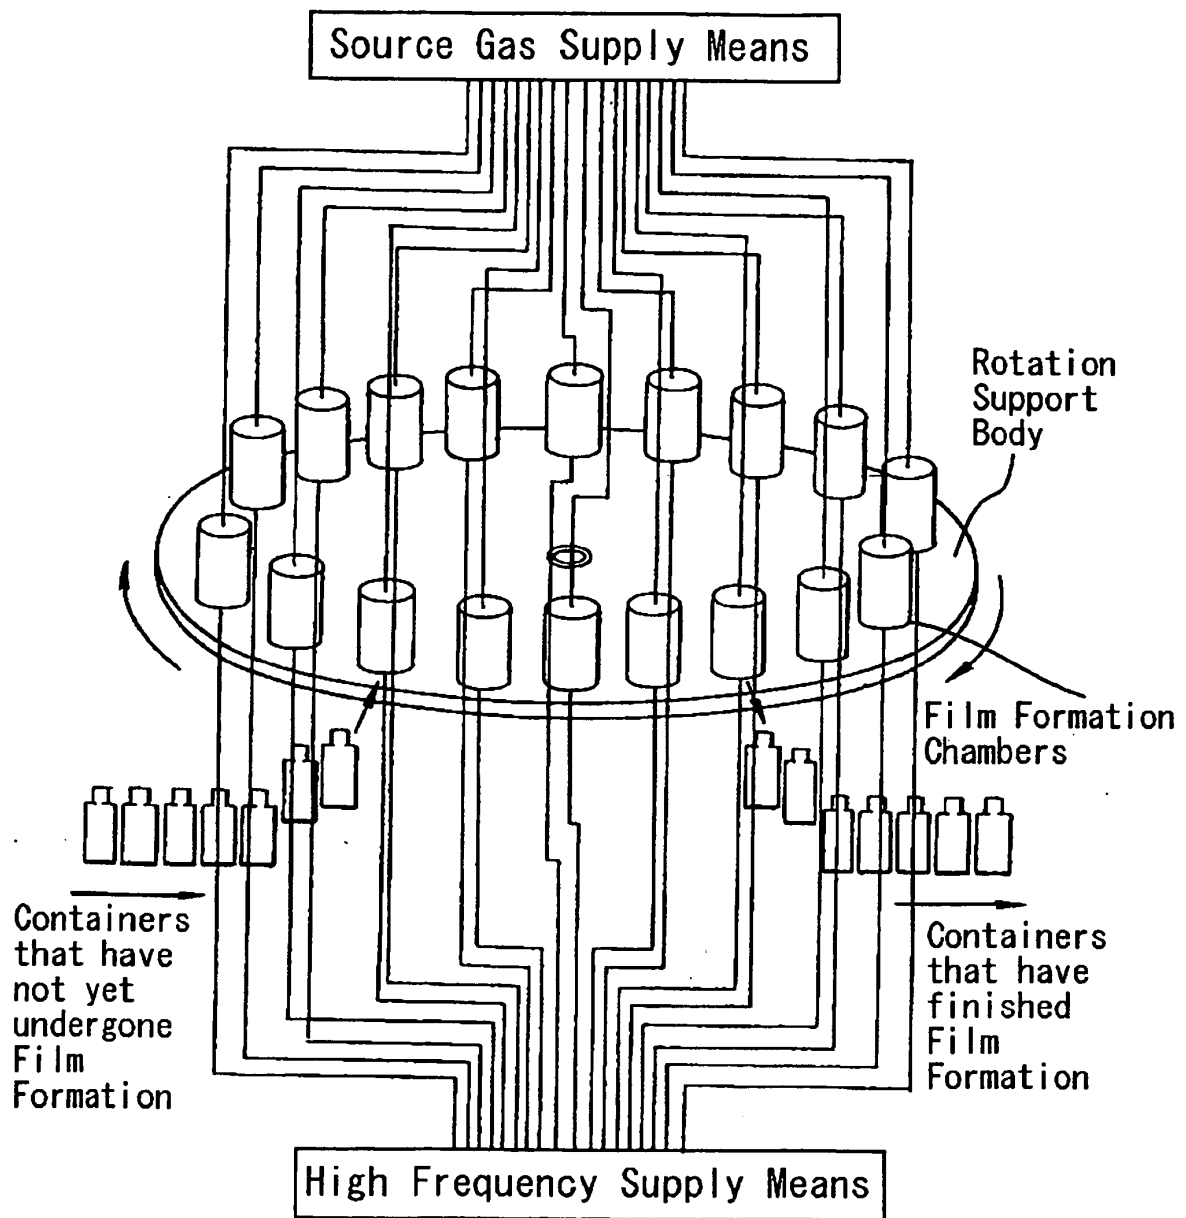 Source Gas Supply Means
Rotation
Support
Body
Film Formation
Chambers
Containers
that have
not yet
undergone
Film
Formation
Containers
that have
finished
Film
Formation
High Frequency Supply Means